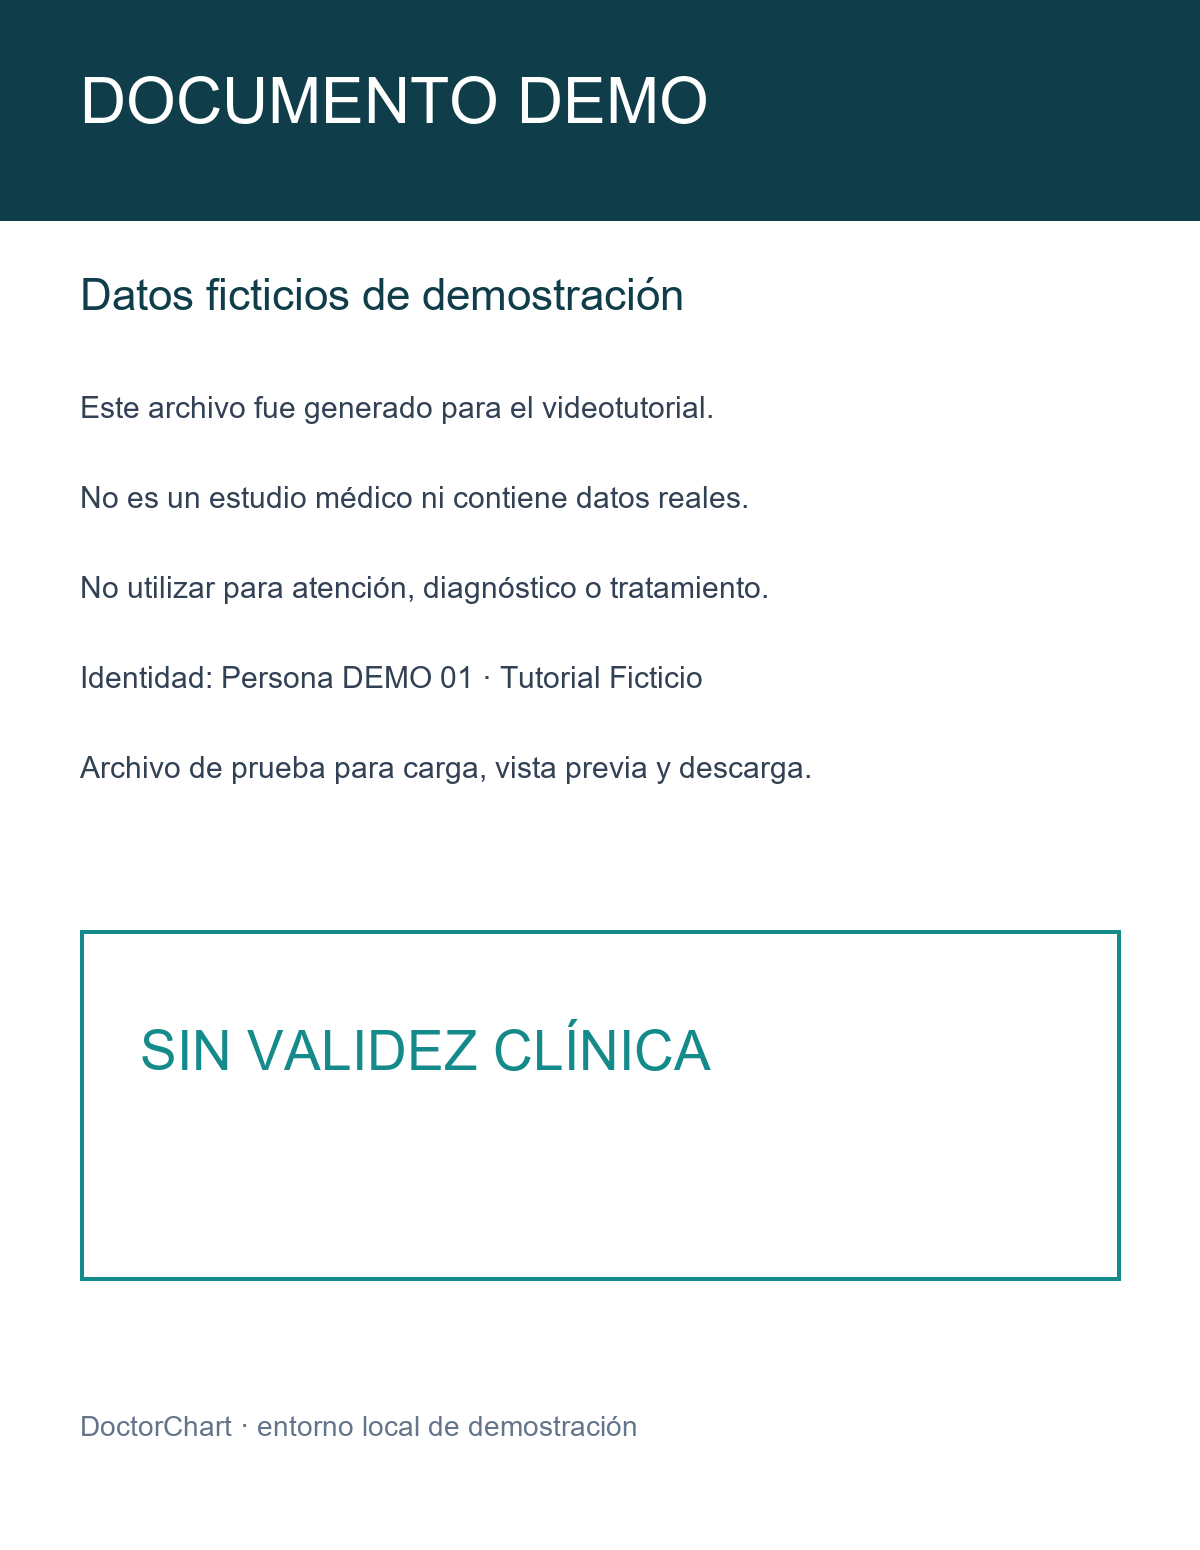 DOCUMENTO DEMO
Datos ficticios de demostración
Este archivo fue generado para el videotutorial.
No es un estudio médico ni contiene datos reales.
No utilizar para atención, diagnóstico o tratamiento.
Identidad: Persona DEMO 01 · Tutorial Ficticio
Archivo de prueba para carga, vista previa y descarga.
SIN VALIDEZ CLÍNICA
DoctorChart · entorno local de demostración